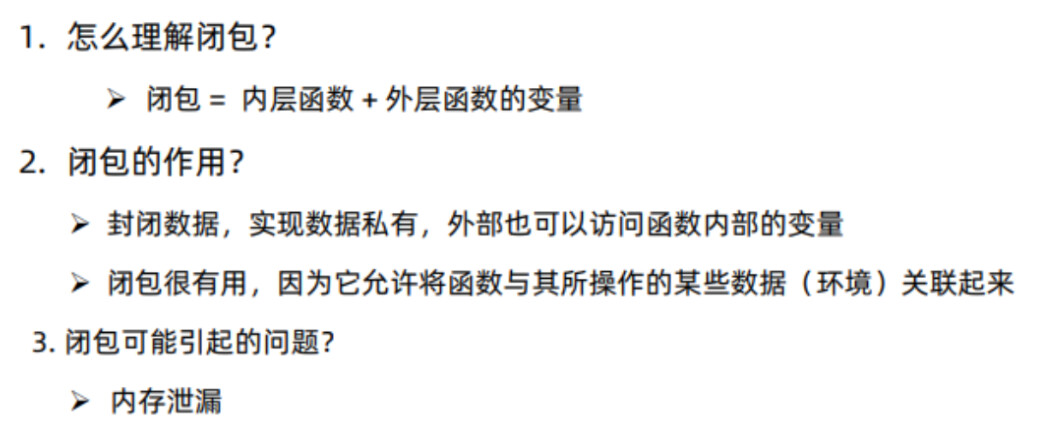 1. 怎么理解闭包？
➢ 闭包 = 内层函数 + 外层函数的变量
2. 闭包的作用？
➢ 封闭数据，实现数据私有，外部也可以访问函数内部的变量
➢ 闭包很有用，因为它允许将函数与其所操作的某些数据（环境）关联起来
3. 闭包可能引起的问题？
➢ 内存泄漏